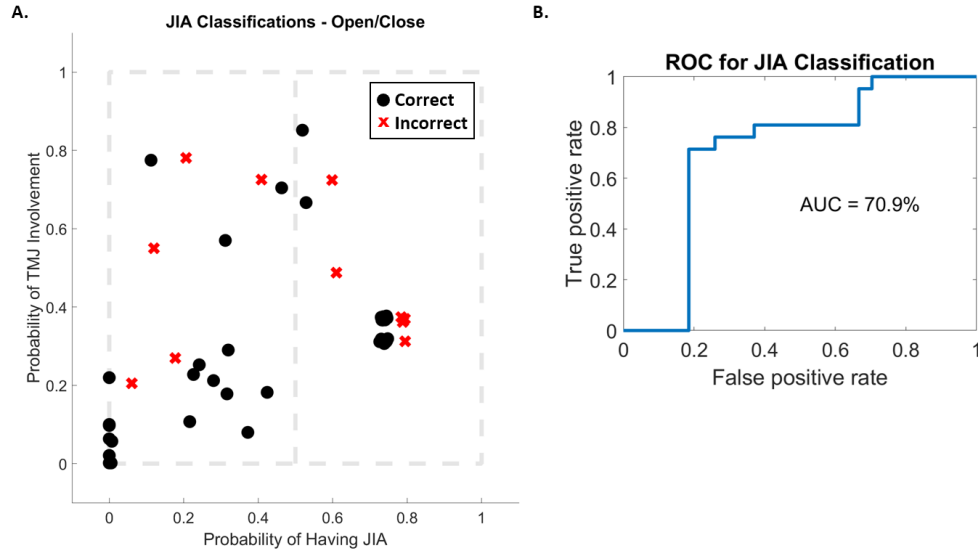 A.
JIA Classifications - Open/Close
1
0.8
0.6
0.4
0.2
0
Probability of TMJ Involvement
Correct
Incorrect
0 0.2 0.4 0.6 0.8 1
Probability of Having JIA
B.
ROC for JIA Classification
1
0.8
0.6
0.4
0.2
0
True positive rate
AUC = 70.9%
0 0.2 0.4 0.6 0.8 1
False positive rate